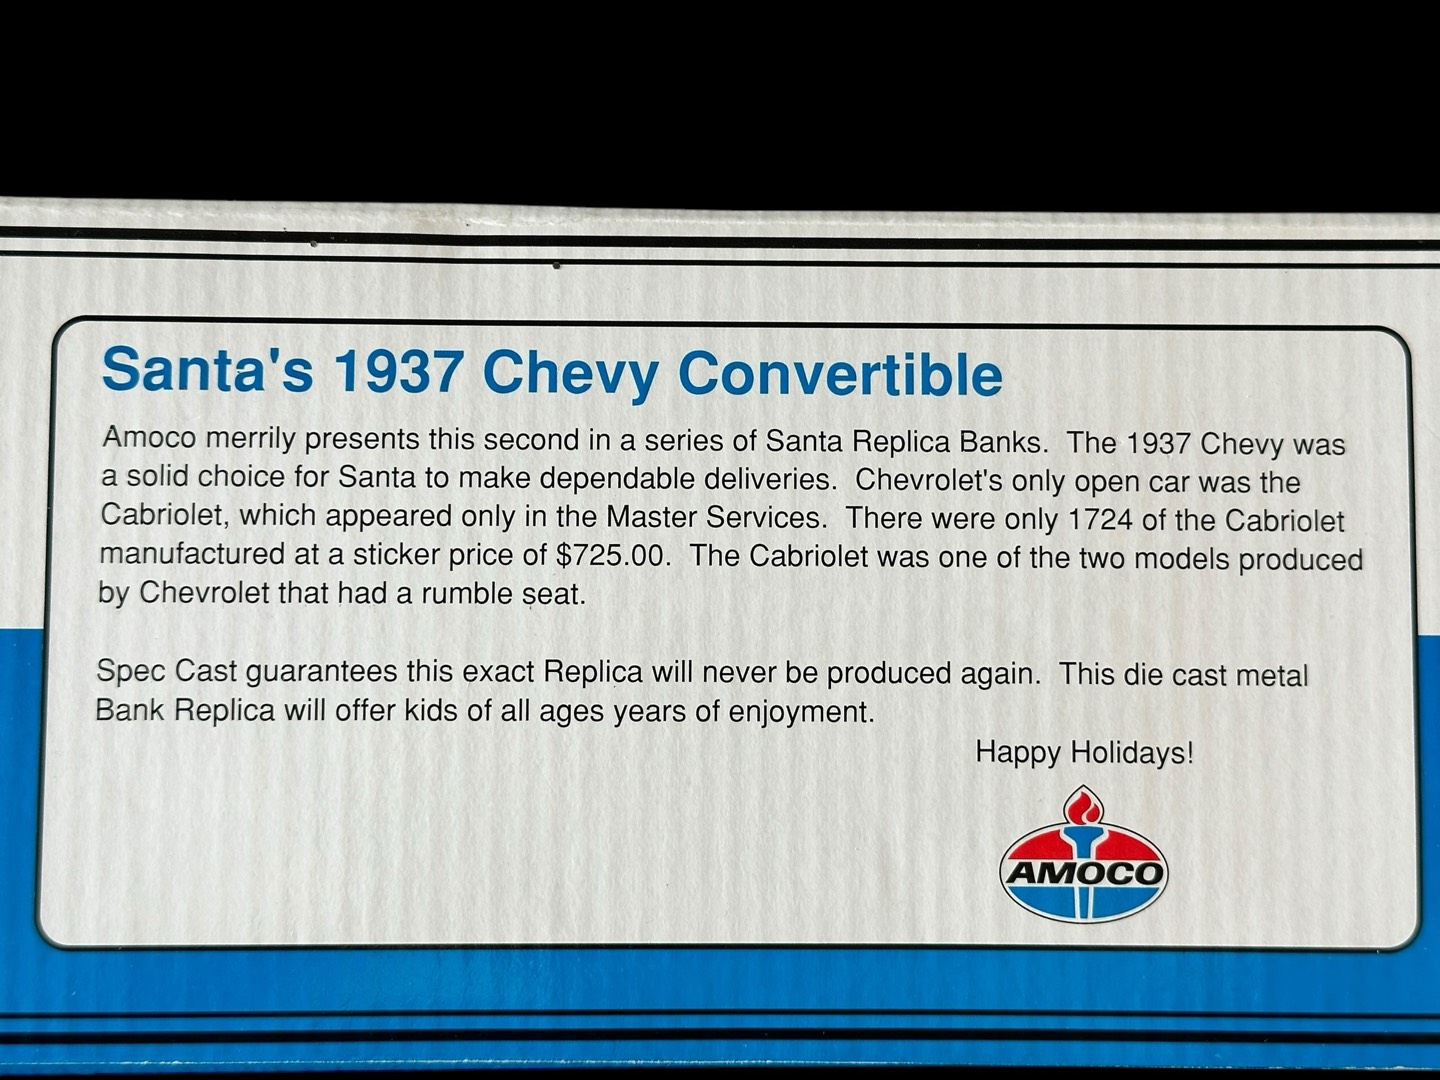 Santa's 1937 Chevy Convertible
Amoco merrily presents this second in a series of Santa Replica Banks.  The 1937 Chevy was
a solid choice for Santa to make dependable deliveries.  Chevrolet's only open car was the
Cabriolet, which appeared only in the Master Services.  There were only 1724 of the Cabriolet
manufactured at a sticker price of $725.00.  The Cabriolet was one of the two models produced
by Chevrolet that had a rumble seat.
Spec Cast guarantees this exact Replica will never be produced again.  This die cast metal
Bank Replica will offer kids of all ages years of enjoyment.
Happy Holidays!
AMOCO